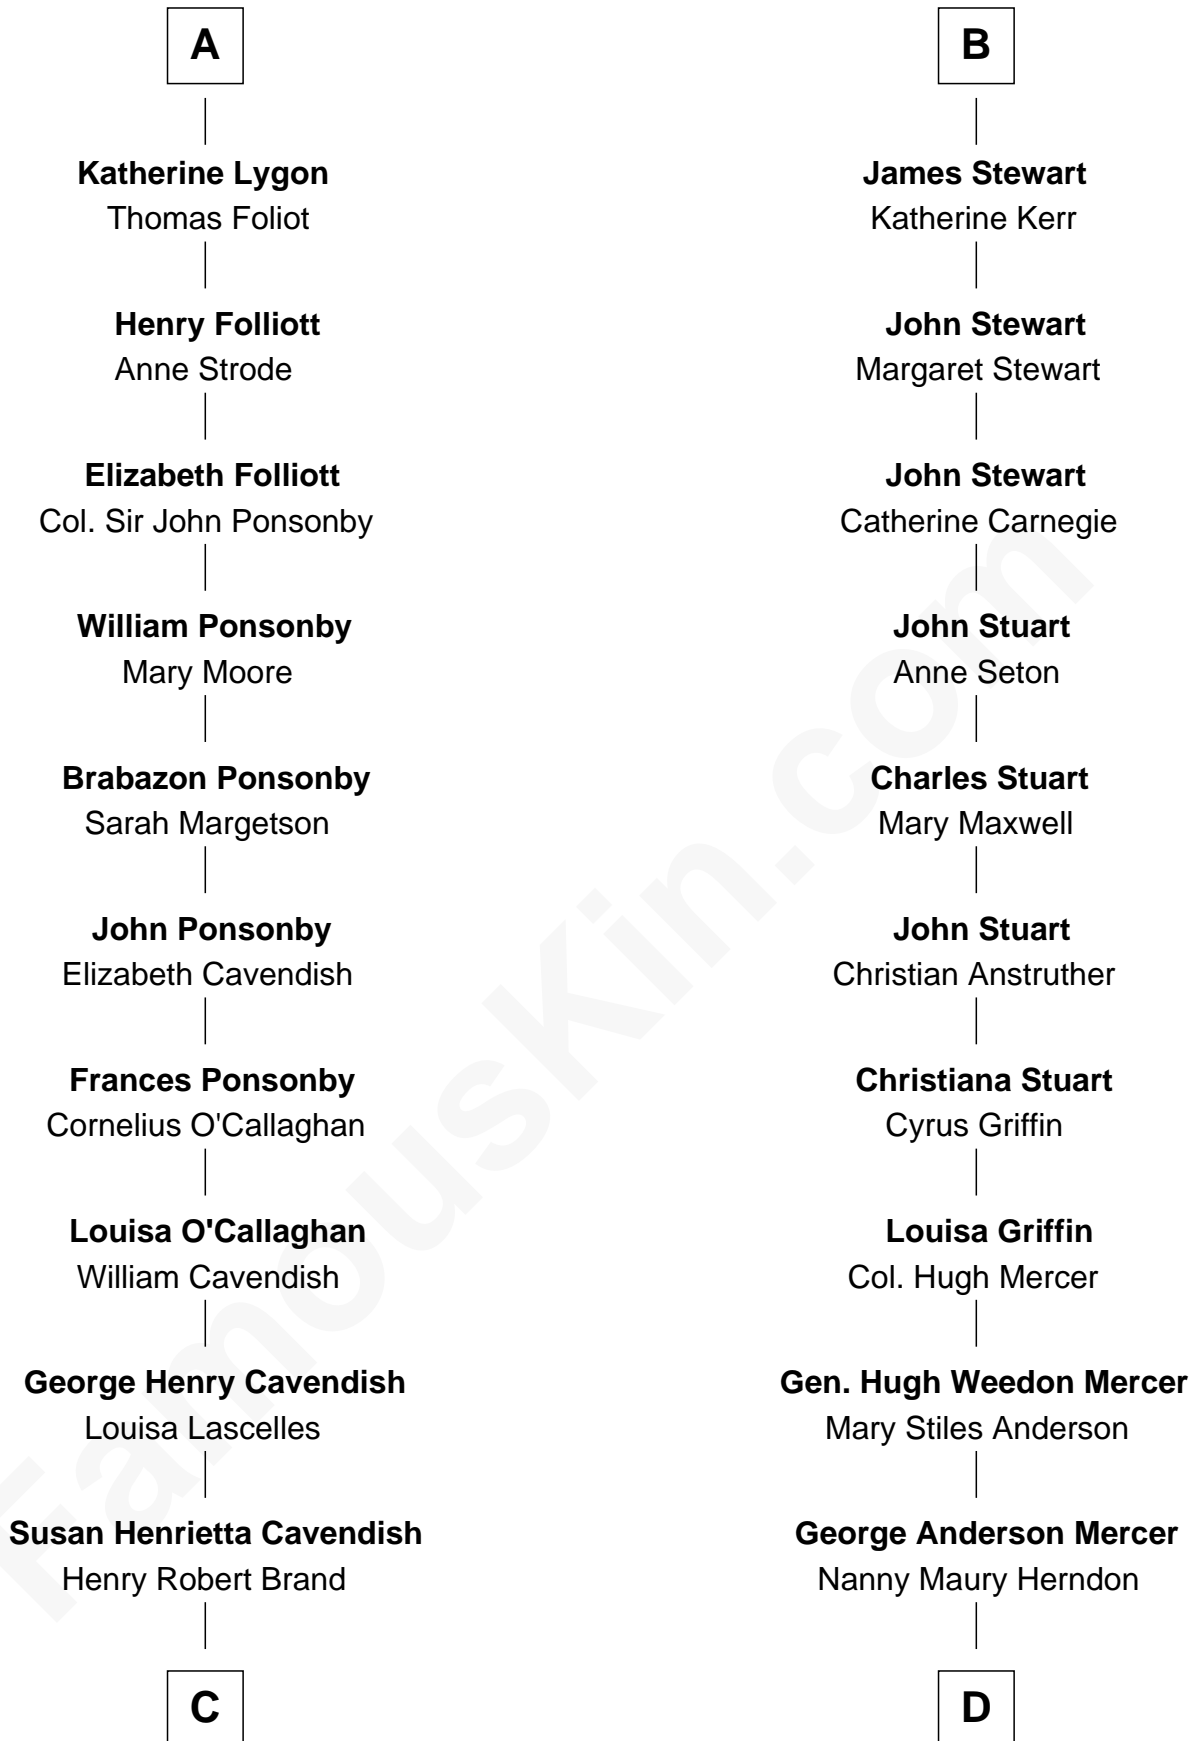 A
Katherine Lygon
Thomas Foliot
Henry Folliott
Anne Strode
Elizabeth Folliott
Col. Sir John Ponsonby
William Ponsonby
Mary Moore
Brabazon Ponsonby
Sarah Margetson
John Ponsonby
Elizabeth Cavendish
Frances Ponsonby
Cornelius O'Callaghan
Louisa O'Callaghan
William Cavendish
George Henry Cavendish
Louisa Lascelles
Susan Henrietta Cavendish
Henry Robert Brand
C
B
James Stewart
Katherine Kerr
John Stewart
Margaret Stewart
John Stewart
Catherine Carnegie
John Stuart
Anne Seton
Charles Stuart
Mary Maxwell
John Stuart
Christian Anstruther
Christiana Stuart
Cyrus Griffin
Louisa Griffin
Col. Hugh Mercer
Gen. Hugh Weedon Mercer
Mary Stiles Anderson
George Anderson Mercer
Nanny Maury Herndon
D
FamousKin.com